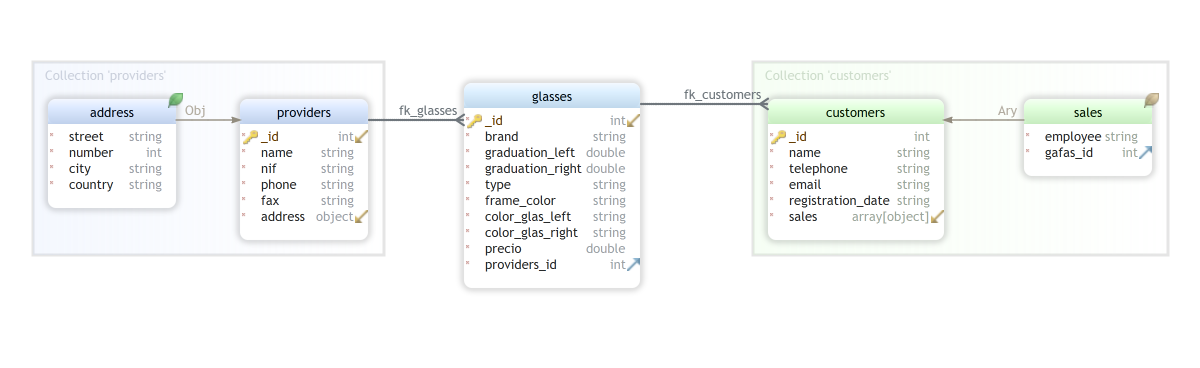 Collection 'providers'
address
Obj
street string
number int
city string
country string
providers
_id int
name string
nif string
phone string
fax string
address object
fk_glasses
glasses
_id int
brand string
graduation_left double
graduation_right double
type string
frame_color string
color_glas_left string
color_glas_right string
precio double
providers_id int
fk_customers
Collection 'customers'
customers
_id int
name string
telephone string
email string
registration_date string
sales array[object]
Ary
sales
employee string
gafas_id int